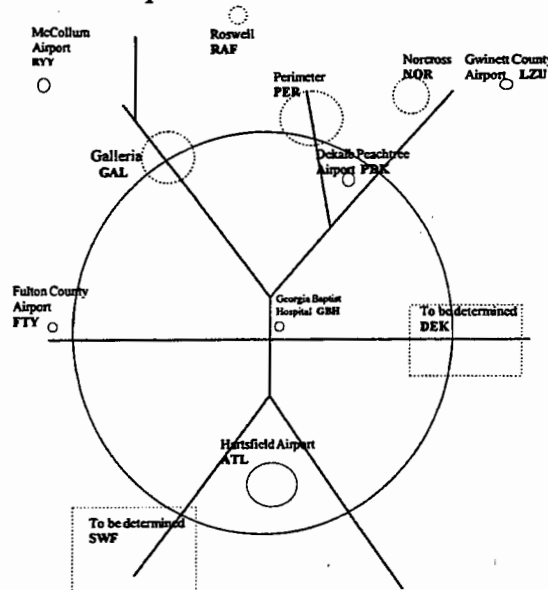 McCollum
Airport
RYY
Roswell
RAF
Perimeter
PER
Norcross
NOR
Gwinett County
Airport LZU
Galleria
GAL
Dekalb Peachtree
Airport PDK
Fulton County
Airport
FTY
Georgia Baptist
Hospital GBH
To be determined
DEK
Hartsfield Airport
ATL
To be determined
SWF